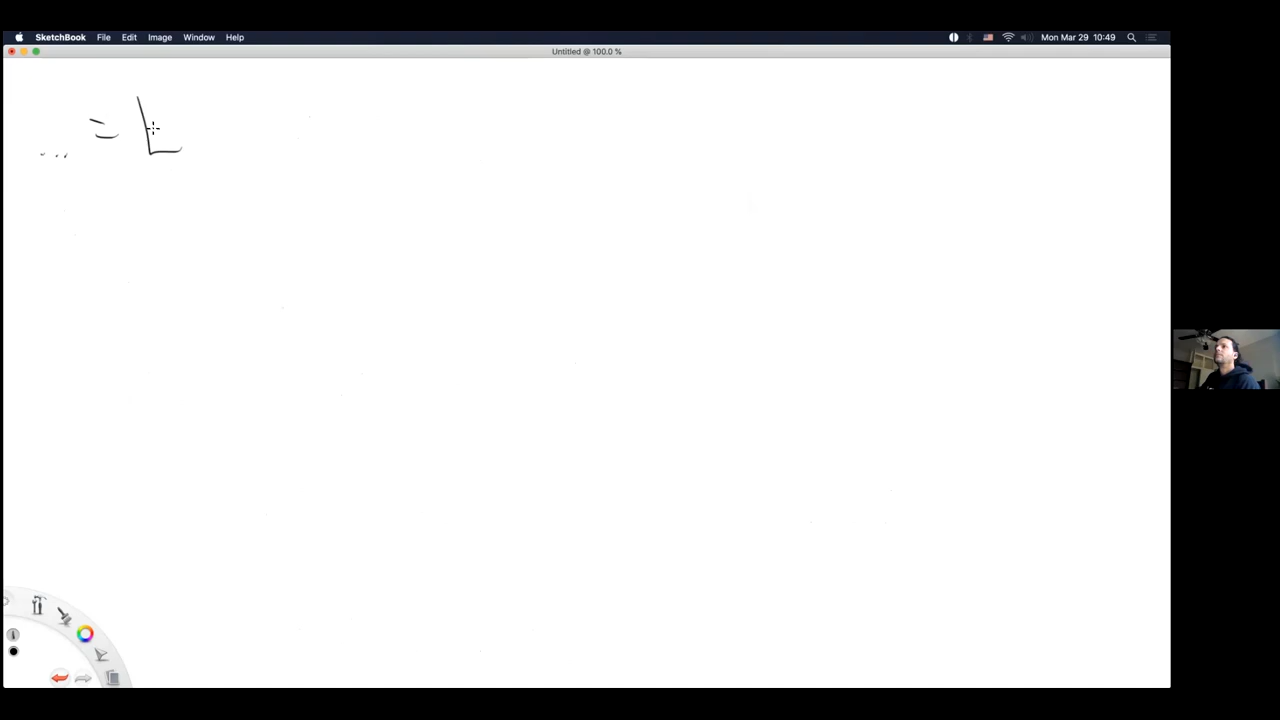 SketchBook File Edit Image Window Help Mon Mar 29 10:49
Untitled @ 100.0 %
... = L